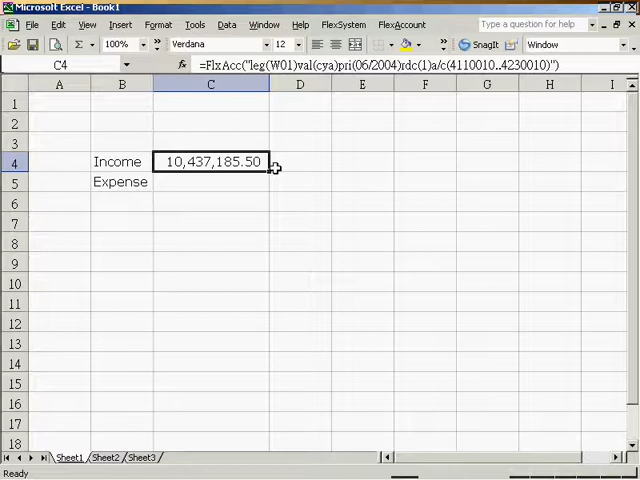 Microsoft Excel - Book1
File Edit View Insert Format Tools Data Window Help FlexSystem FlexAccount Type a question for help
Σ 100% Verdana 12 SnagIt Window
C4 fx =FlxAcc("leg(W01)val(cya)pri(06/2004)rdc(1)a/c(4110010..4230010)")
A B C D E F G H I
1
2
3
4 Income 10,437,185.50
5 Expense
6
7
8
9
10
11
12
13
14
15
16
17
18
Sheet1 Sheet2 Sheet3
Ready